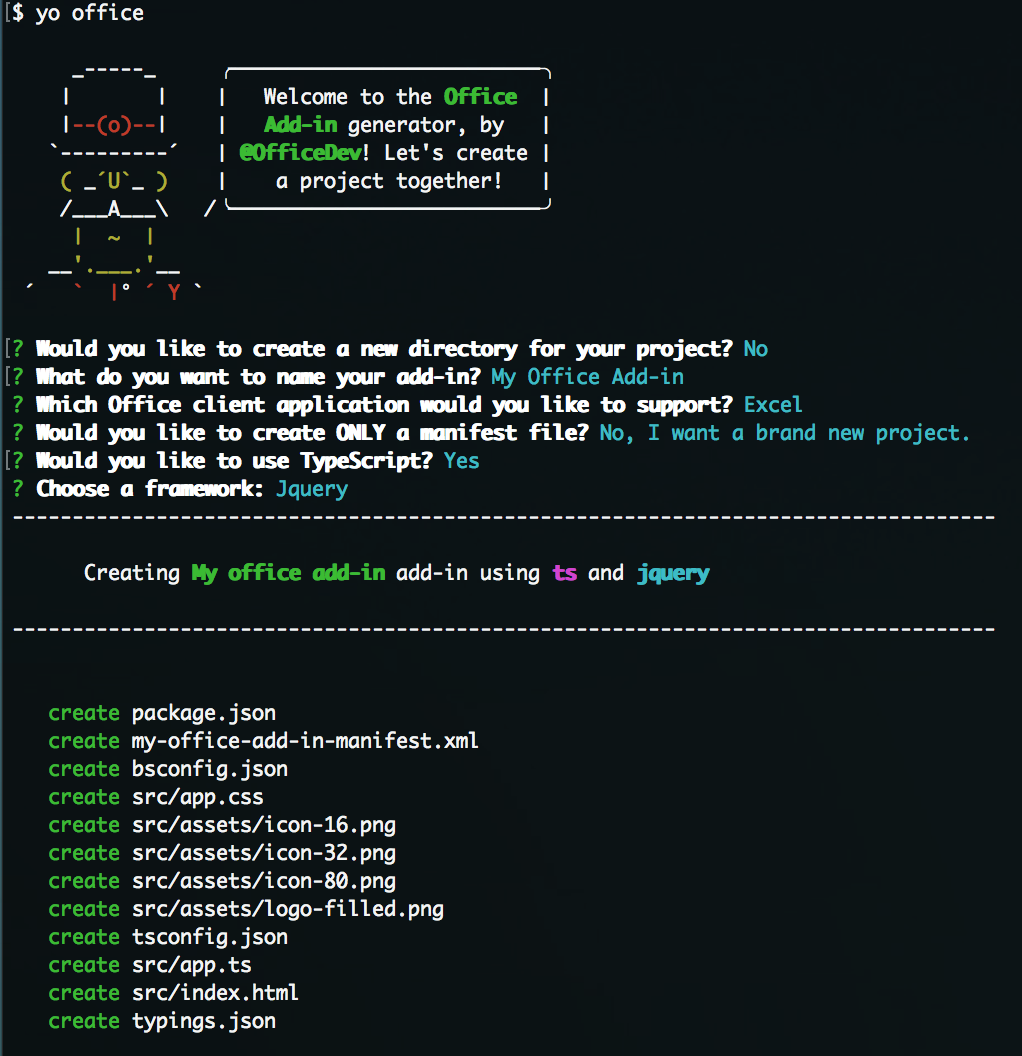 $ yo office
Welcome to the Office
Add-in generator, by
@OfficeDev! Let's create
a project together!
? Would you like to create a new directory for your project? No
? What do you want to name your add-in? My Office Add-in
? Which Office client application would you like to support? Excel
? Would you like to create ONLY a manifest file? No, I want a brand new project.
? Would you like to use TypeScript? Yes
? Choose a framework: Jquery
Creating My office add-in add-in using ts and jquery
create package.json
create my-office-add-in-manifest.xml
create bsconfig.json
create src/app.css
create src/assets/icon-16.png
create src/assets/icon-32.png
create src/assets/icon-80.png
create src/assets/logo-filled.png
create tsconfig.json
create src/app.ts
create src/index.html
create typings.json